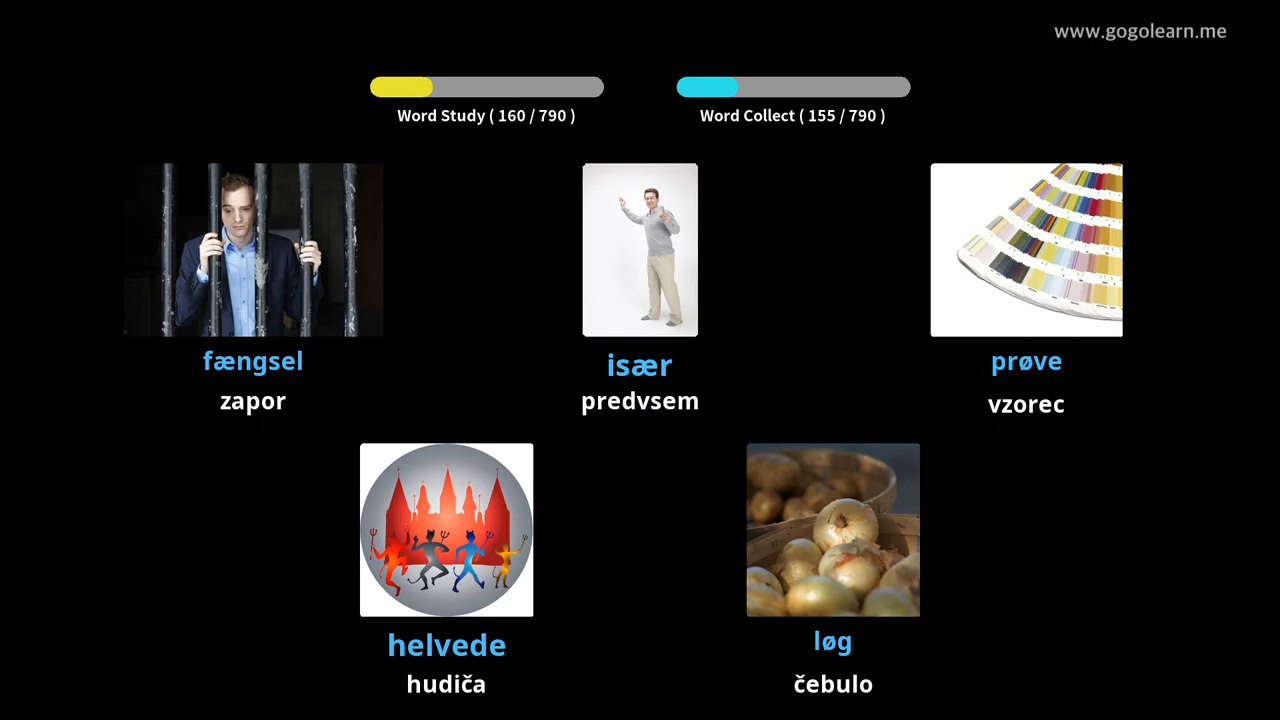 www.gogolearn.me
Word Study ( 160 / 790 )
Word Collect ( 155 / 790 )
fængsel
zapor
især
predvsem
prøve
vzorec
helvede
hudiča
løg
čebulo